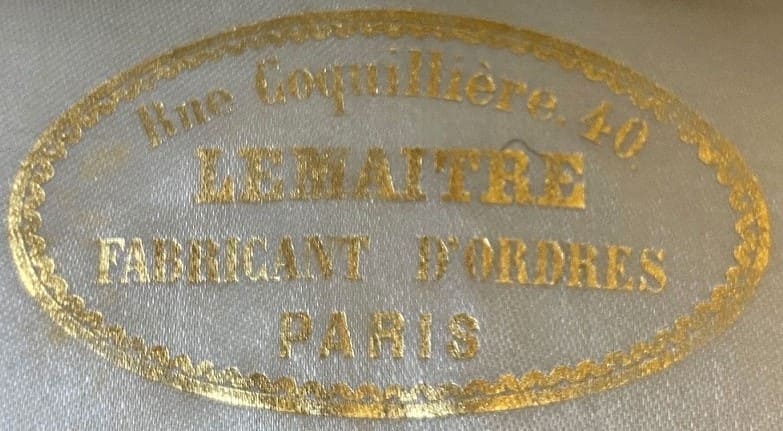 Rue Coquillière. 40
LEMAITRE
FABRICANT D'ORDRES
PARIS